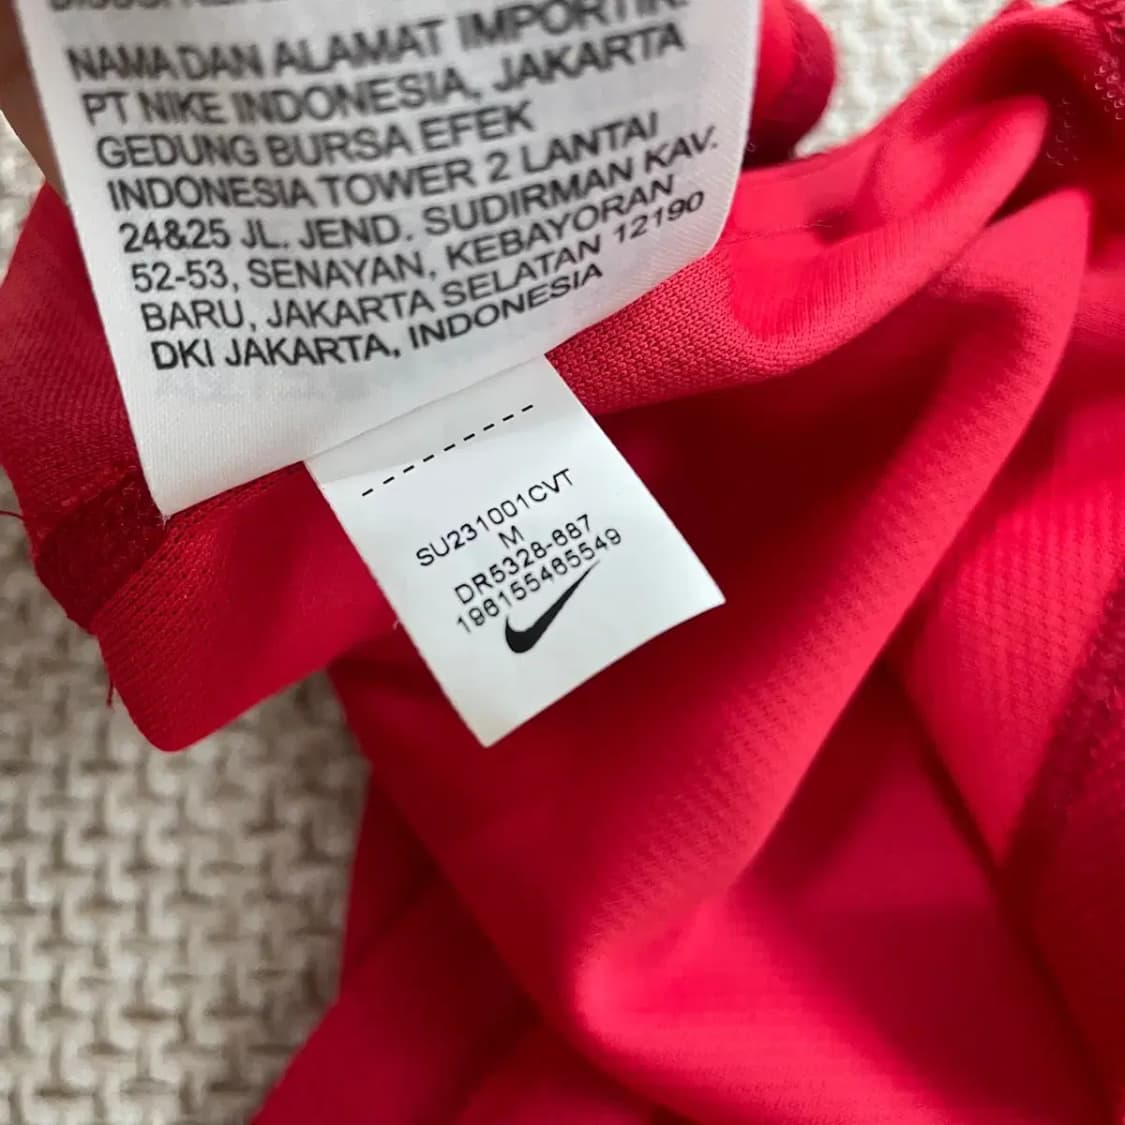 NAMA DAN ALAMAT IMPORTIR:
PT NIKE INDONESIA, JAKARTA
GEDUNG BURSA EFEK
INDONESIA TOWER 2 LANTAI
24&25 JL. JEND. SUDIRMAN KAV.
52-53, SENAYAN, KEBAYORAN
BARU, JAKARTA SELATAN 12190
DKI JAKARTA, INDONESIA
SU231001CVT
M
DR5328-687
196155465549